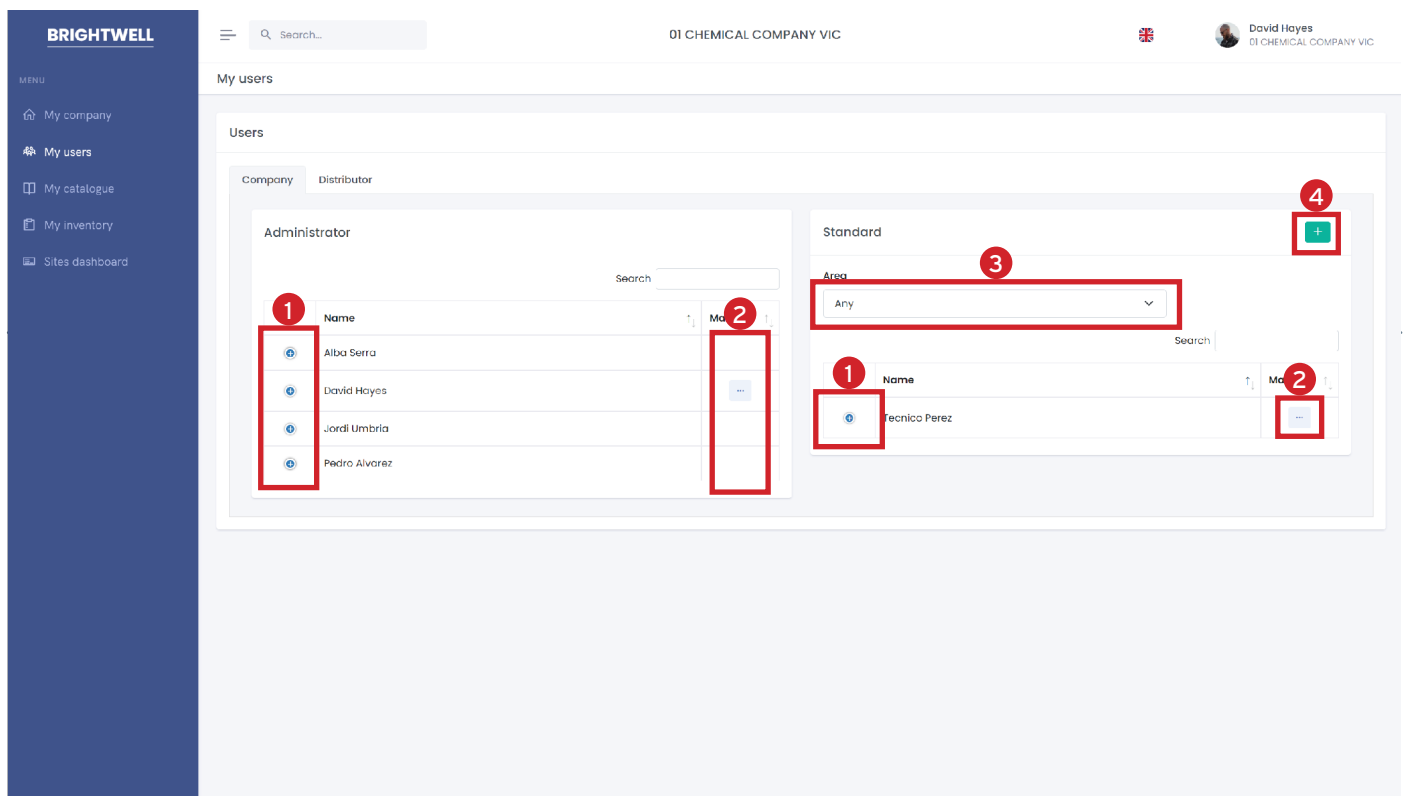 BRIGHTWELL
Search...
01 CHEMICAL COMPANY VIC
David Hayes
01 CHEMICAL COMPANY VIC
MENU
My company
My users
My catalogue
My inventory
Sites dashboard
My users
Users
Company
Distributor
Administrator
Search
1
Name
2
Alba Serra
David Hayes
...
Jordi Umbria
Pedro Alvarez
Standard
4
+
3
Area
Any
Search
1
Name
2
Tecnico Perez
...